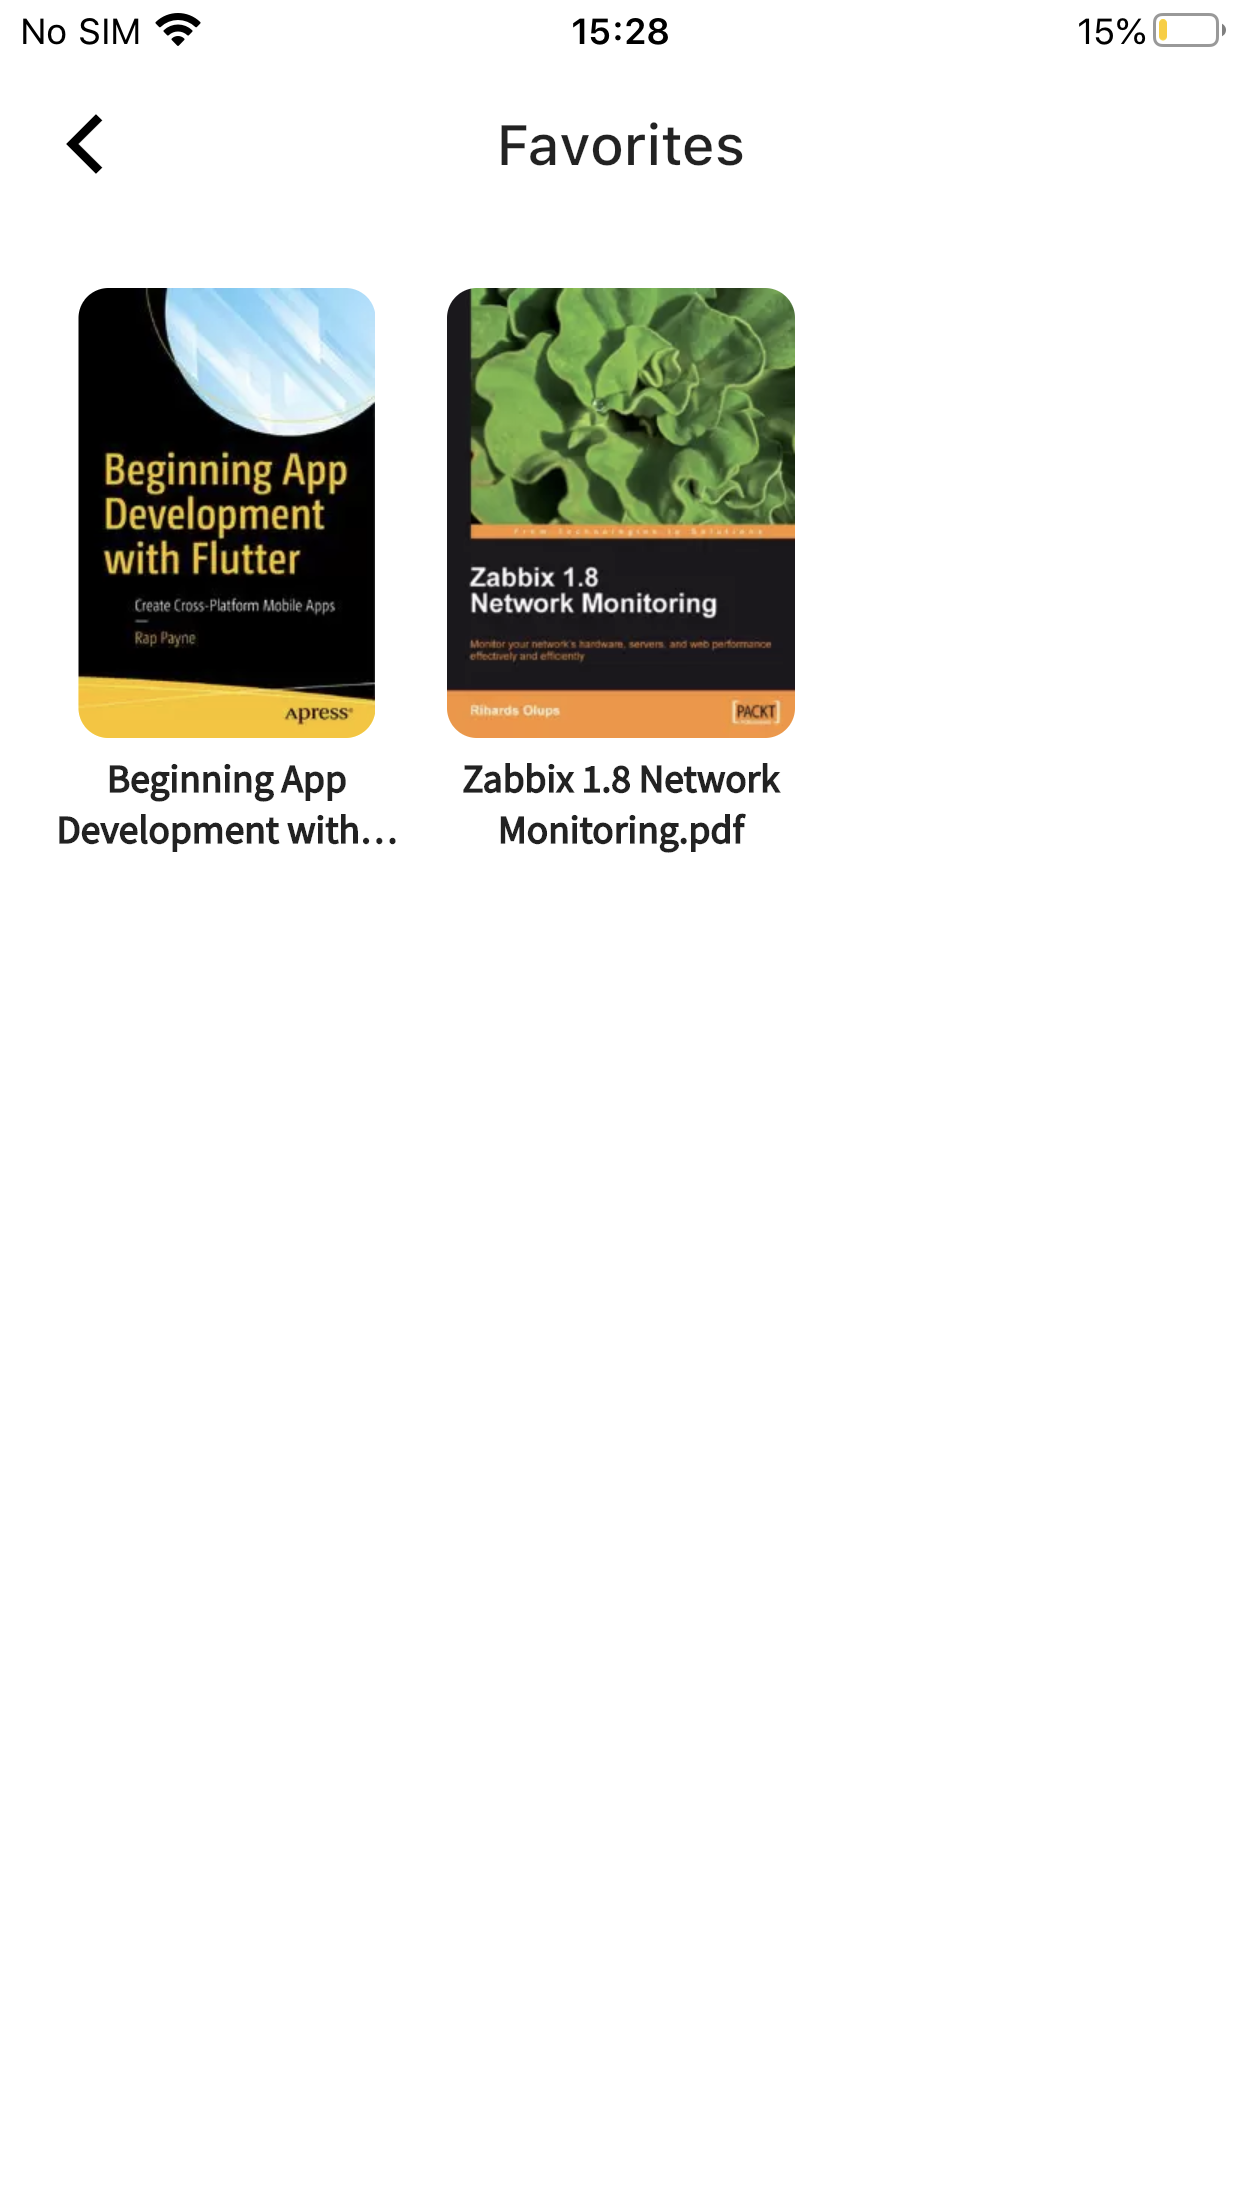 No SIM 15:28 15%
Favorites
Beginning App
Development
with Flutter
Create Cross-Platform Mobile Apps
Rap Payne
Apress®
From Technologies to Solutions
Zabbix 1.8
Network Monitoring
Monitor your network's hardware, servers, and web performance
effectively and efficiently
Rihards Olups
[PACKT]
Beginning App
Development with…
Zabbix 1.8 Network
Monitoring.pdf